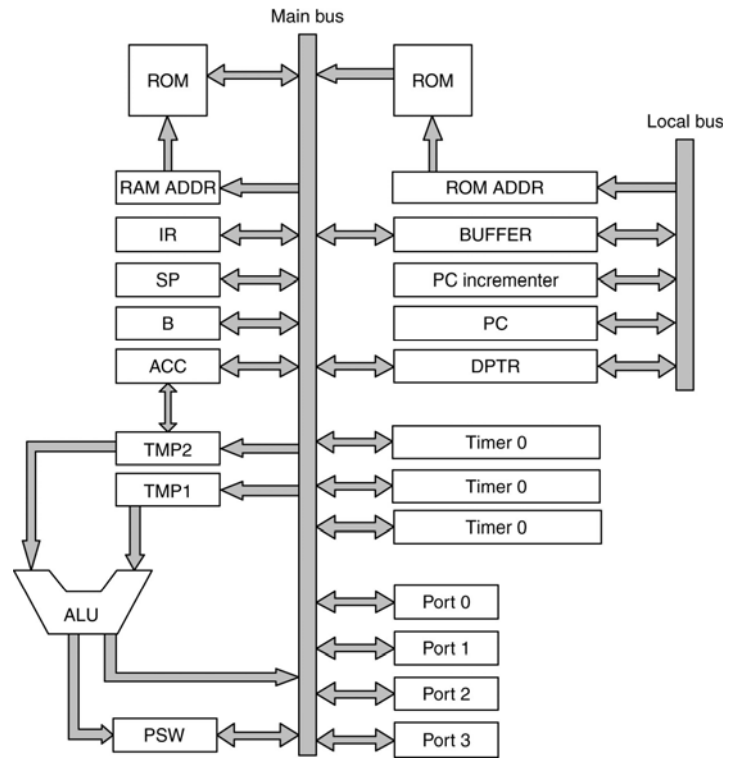 Main bus
ROM
ROM
Local bus
RAM ADDR
ROM ADDR
IR
BUFFER
SP
PC incrementer
B
PC
ACC
DPTR
TMP2
Timer 0
TMP1
Timer 0
Timer 0
ALU
Port 0
Port 1
Port 2
PSW
Port 3